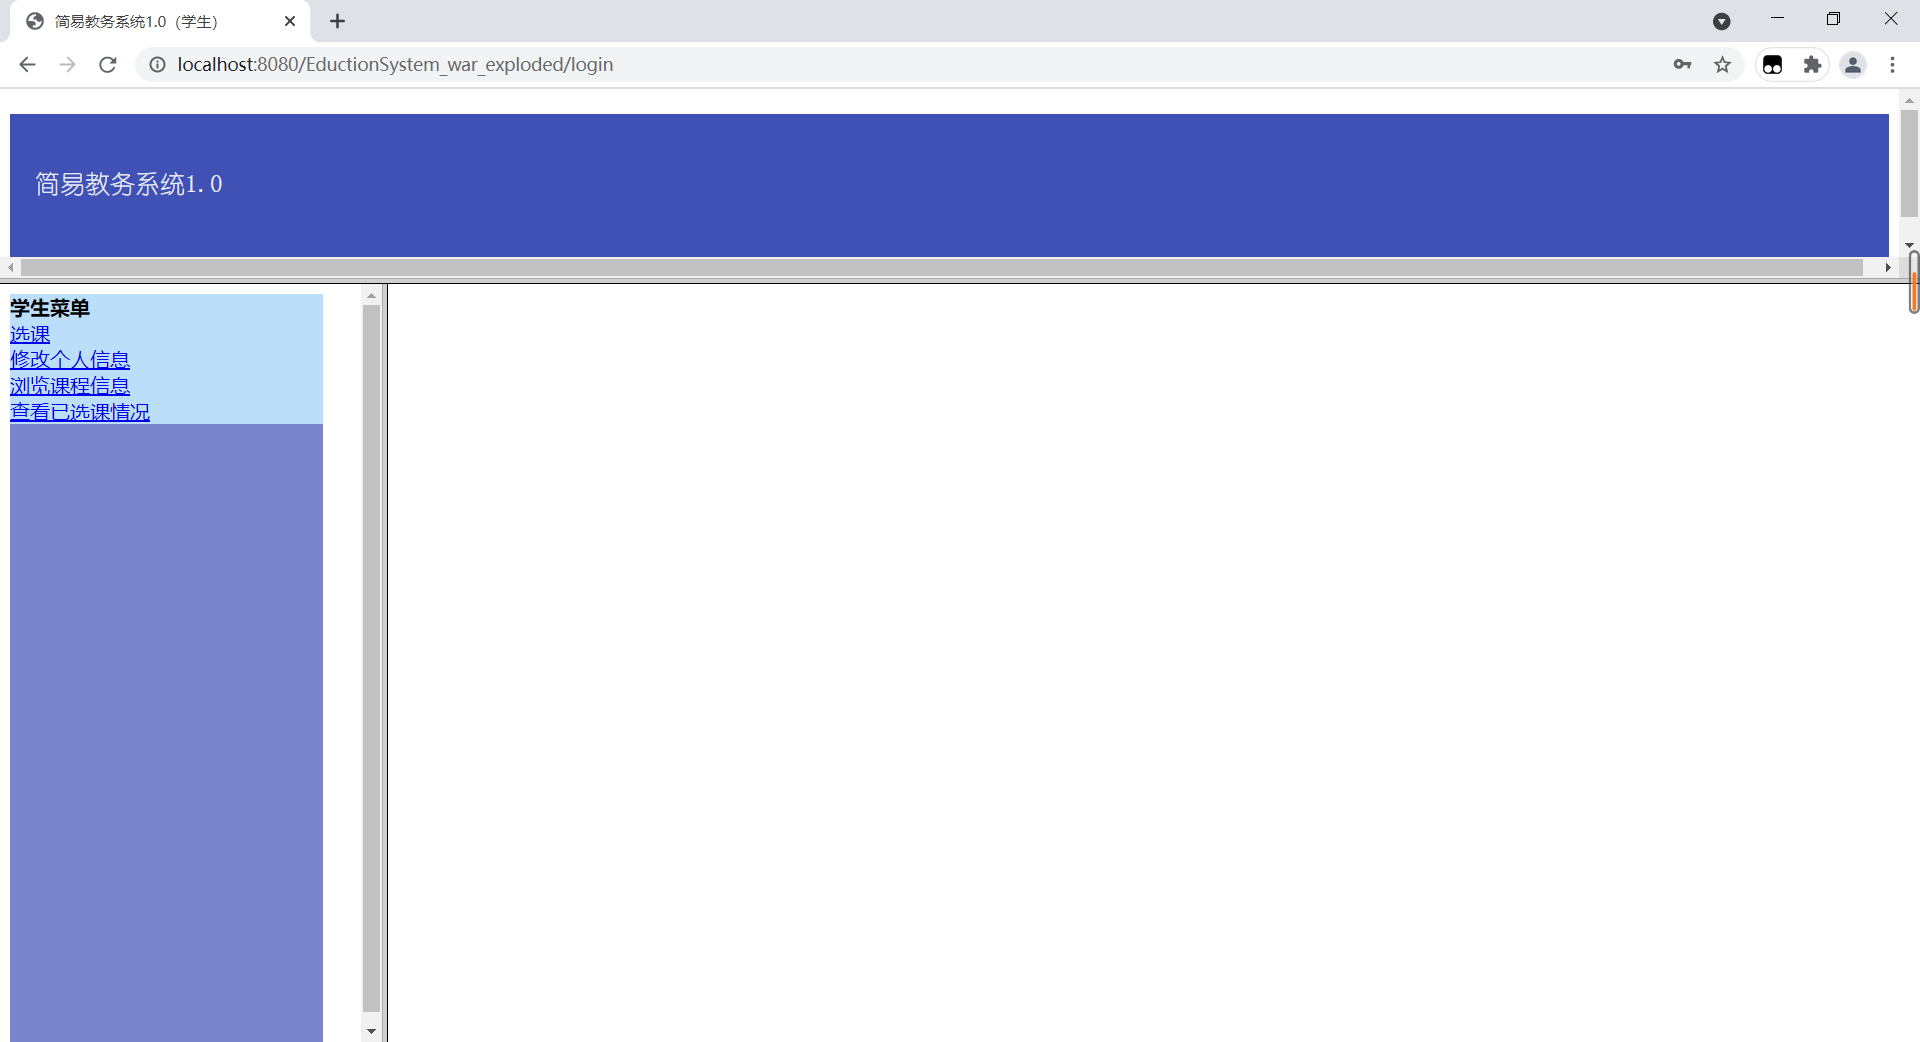 简易教务系统1.0（学生）
localhost:8080/EductionSystem_war_exploded/login
简易教务系统1.0
学生菜单
选课
修改个人信息
浏览课程信息
查看已选课情况